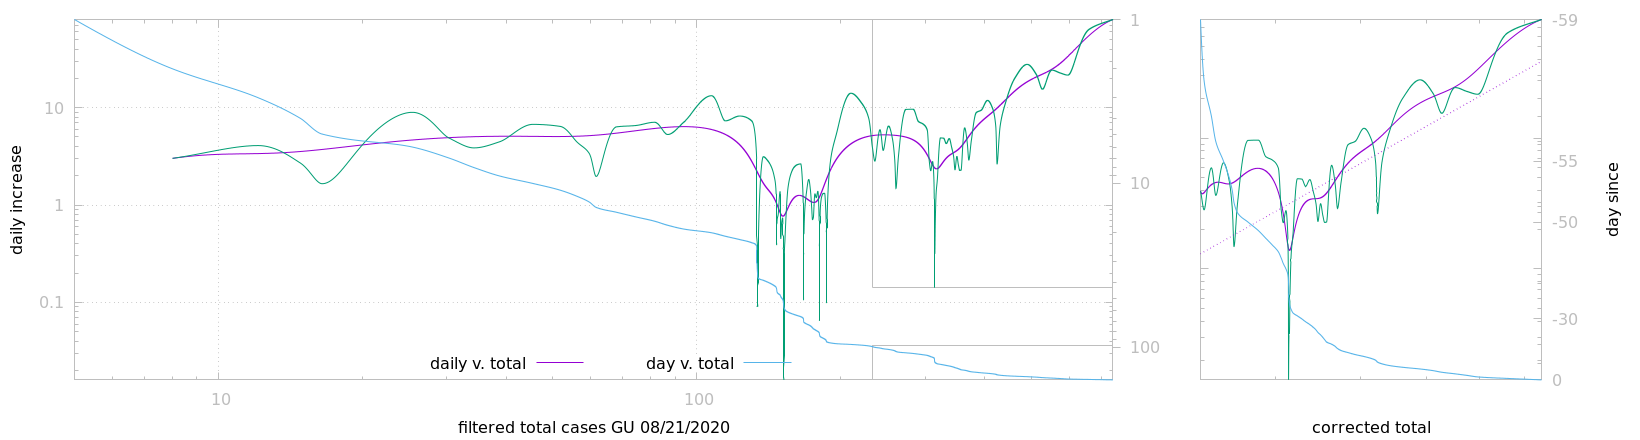 daily increase
10
1
0.1
daily v. total
day v. total
10
100
filtered total cases GU 08/21/2020
1
10
100
-59
-55
-50
-30
0
day since
corrected total